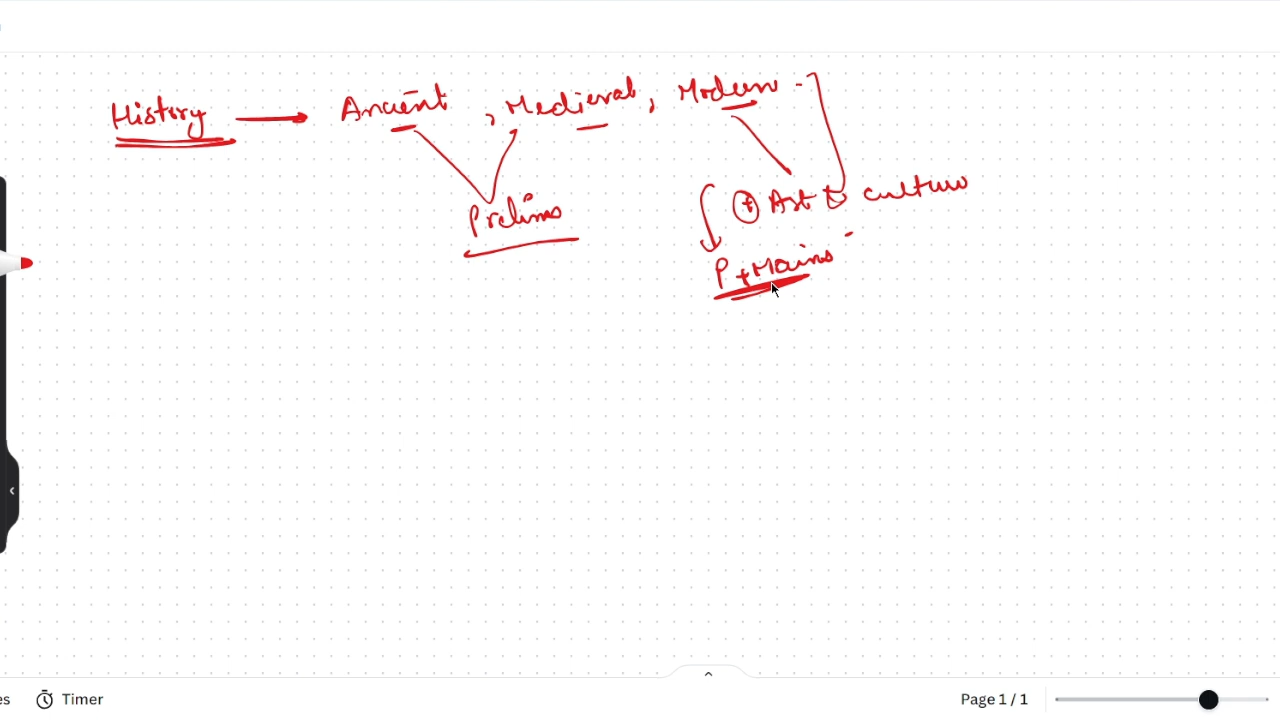 History → Ancient , Medieval , Modern -
Prelims
+ Art & culture
P + Mains
Timer
Page 1 / 1